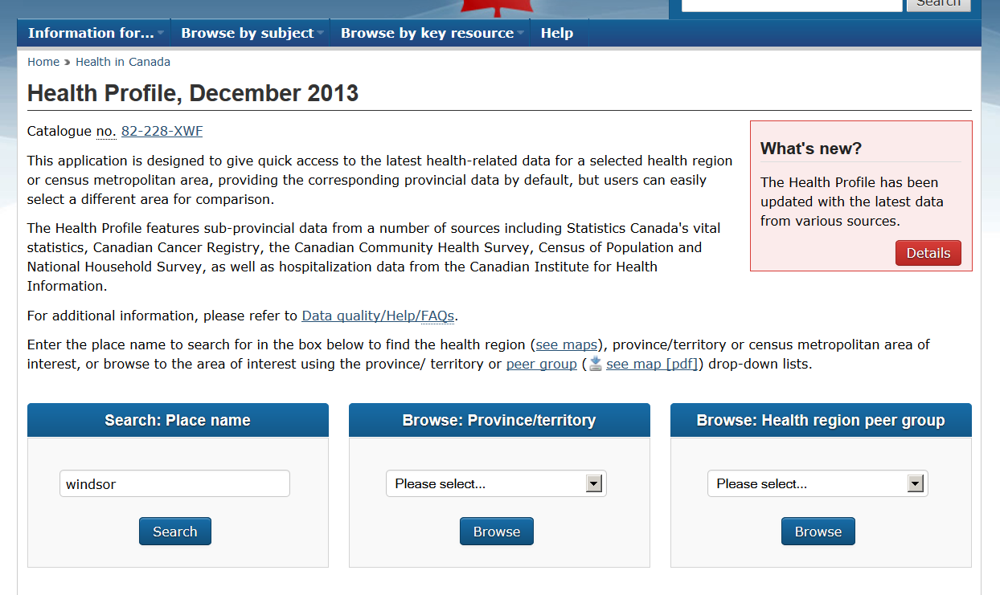 Search
Information for... Browse by subject Browse by key resource Help
Home » Health in Canada
Health Profile, December 2013
Catalogue no. 82-228-XWF
This application is designed to give quick access to the latest health-related data for a selected health region
or census metropolitan area, providing the corresponding provincial data by default, but users can easily
select a different area for comparison.
The Health Profile features sub-provincial data from a number of sources including Statistics Canada's vital
statistics, Canadian Cancer Registry, the Canadian Community Health Survey, Census of Population and
National Household Survey, as well as hospitalization data from the Canadian Institute for Health
Information.
For additional information, please refer to Data quality/Help/FAQs.
What's new?
The Health Profile has been
updated with the latest data
from various sources.
Details
Enter the place name to search for in the box below to find the health region (see maps), province/territory or census metropolitan area of
interest, or browse to the area of interest using the province/ territory or peer group (see map [pdf]) drop-down lists.
Search: Place name
windsor
Search
Browse: Province/territory
Please select...
Browse
Browse: Health region peer group
Please select...
Browse